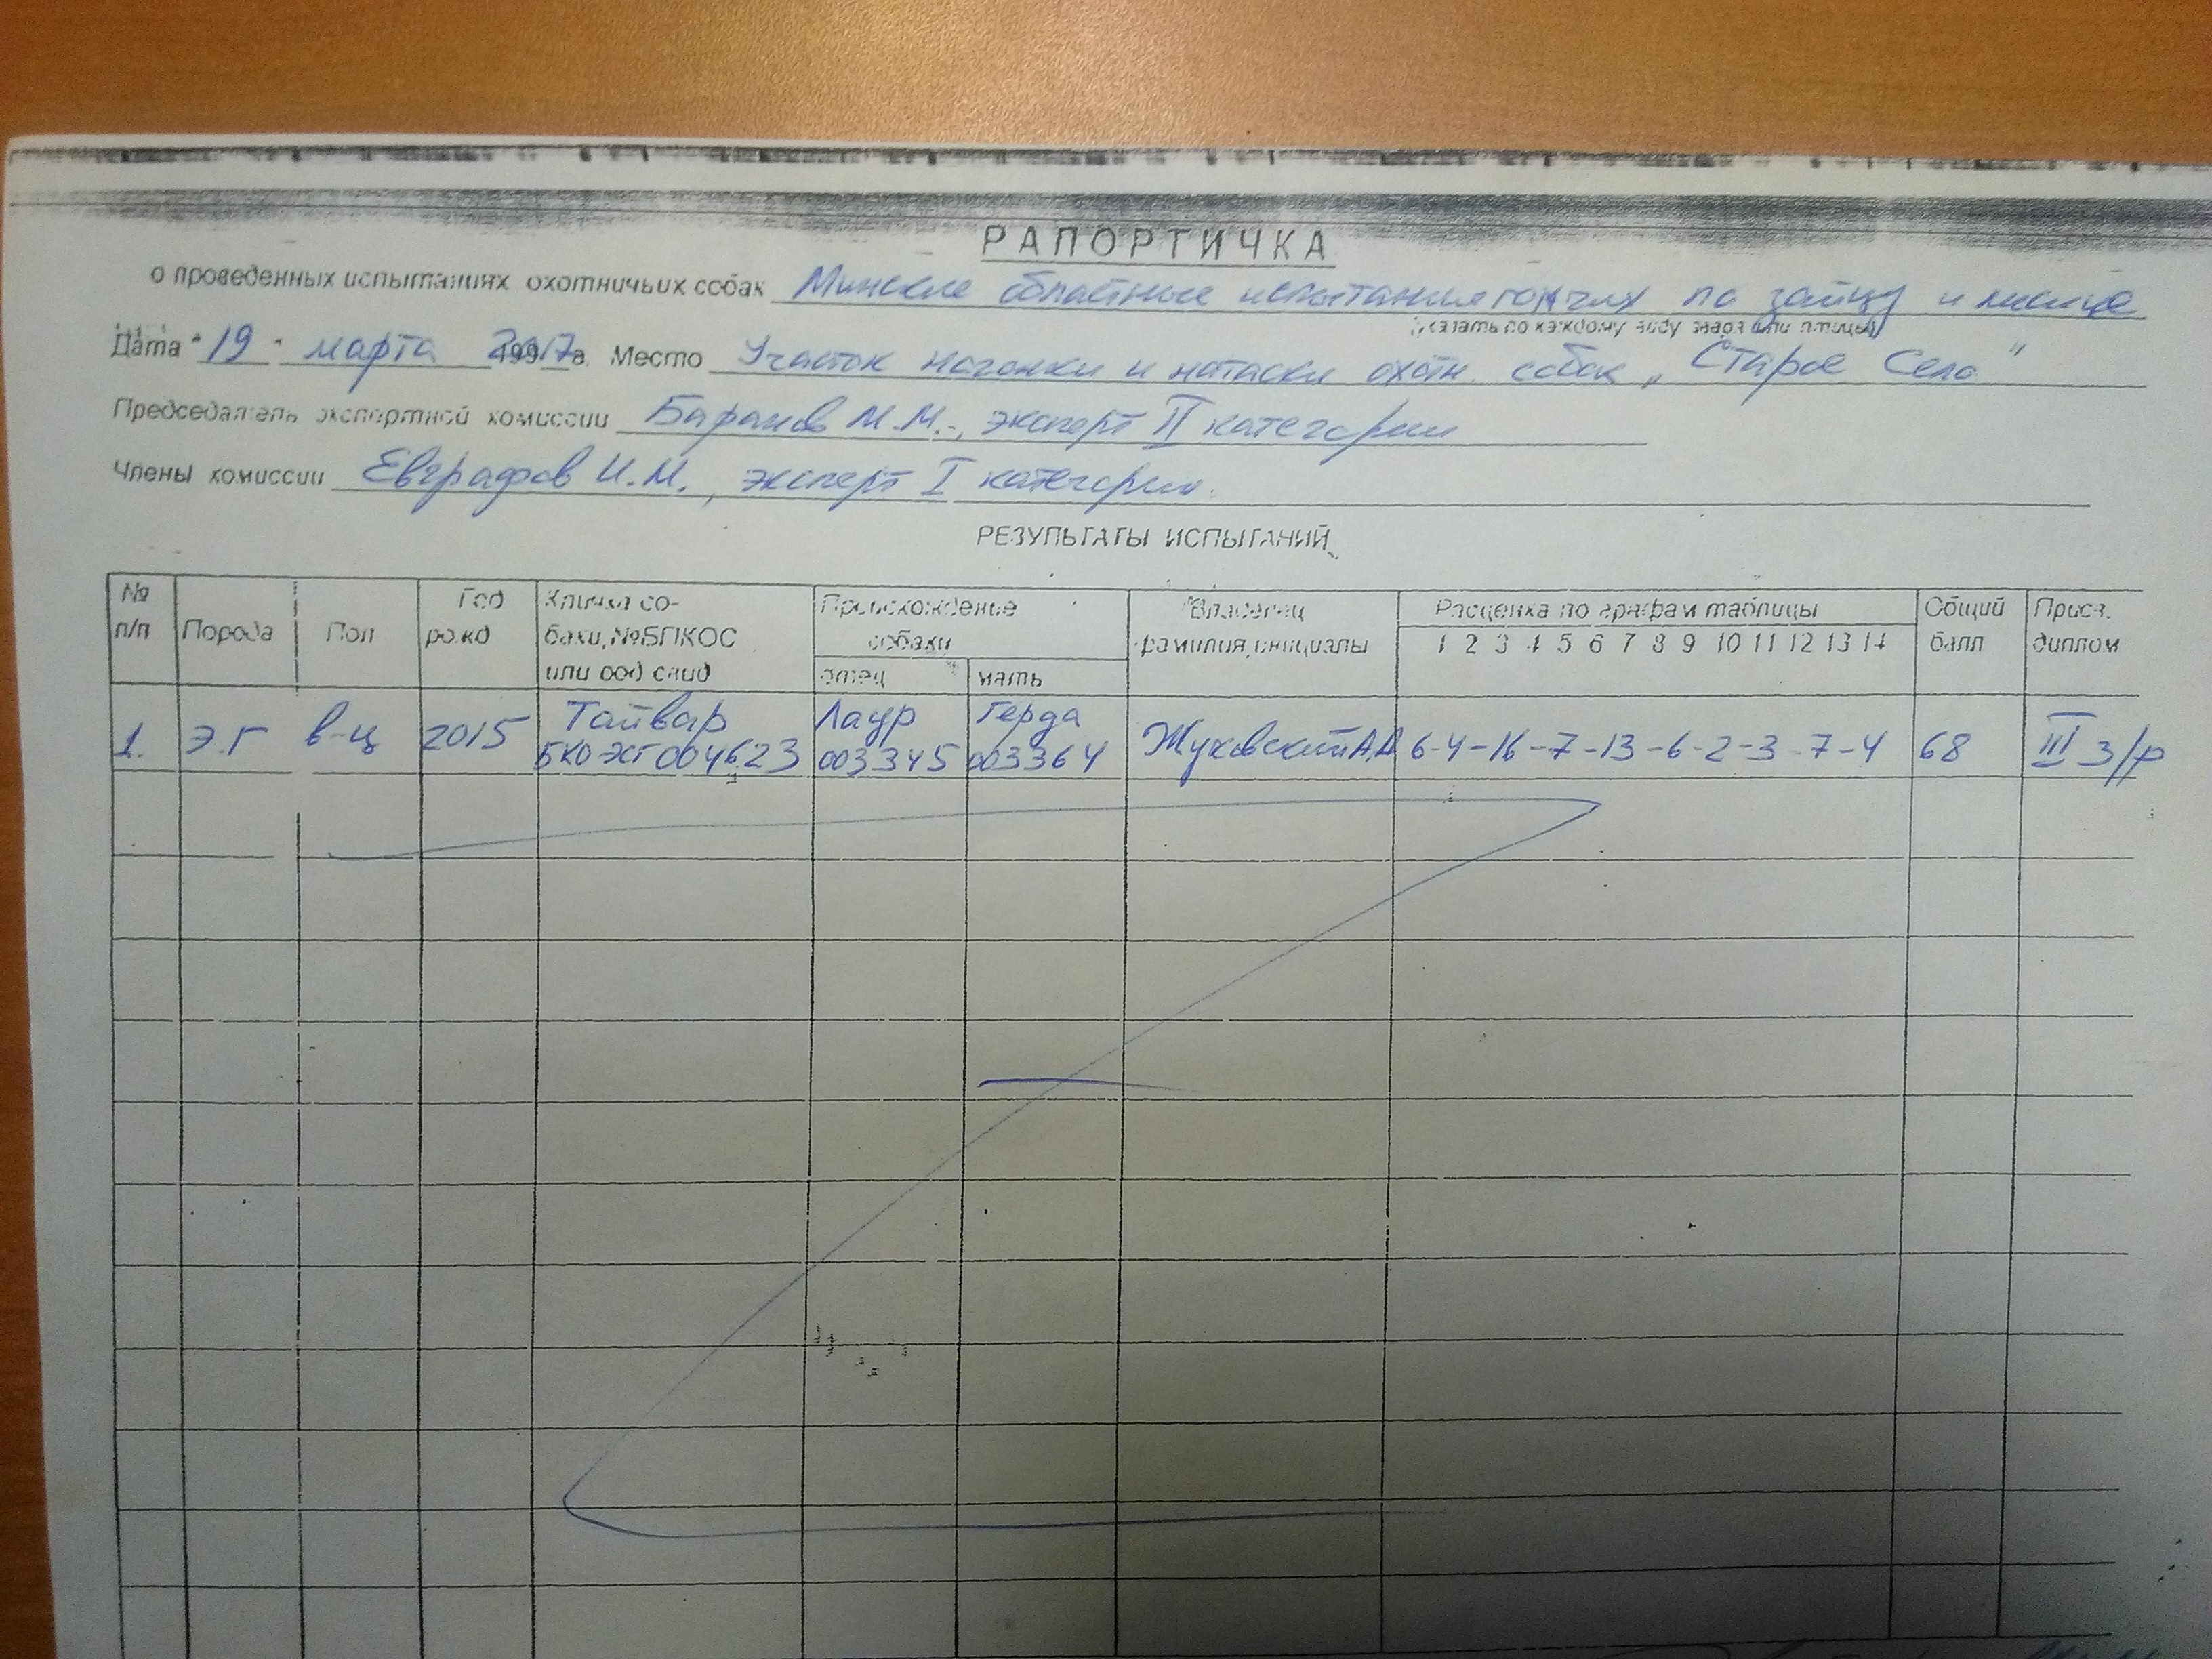 РАПОРТИЧКА
о проведенных испытаниях охотничьих собак Минские областные испытания гончих по зайцу и лисице
(указать по каждому виду зверя или птицы)
Дата "19" марта 2017г. Место Участок нагонки и натаски охотн. собак „Старое Село"
Председатель экспертной комиссии Баранов М.М., эксперт II категории
Члены комиссии Евграфов И.М., эксперт I категории.
РЕЗУЛЬТАТЫ ИСПЫТАНИЙ
№ п/п Порода Пол Год рожд Кличка собаки, №БПКОС или род свид Происхождение собаки отец мать Владелец фамилия, инициалы Расценка по графам таблицы 1 2 3 4 5 6 7 8 9 10 11 12 13 14 Общий балл Присв. диплом
1. Э.Г в-ц 2015 Тайвар Лаур Герда Жуковский А.А 6-4-16-7-13-6-2-3-7-4 68 III з/р
БКО ЭСГ 004623 003345 003364